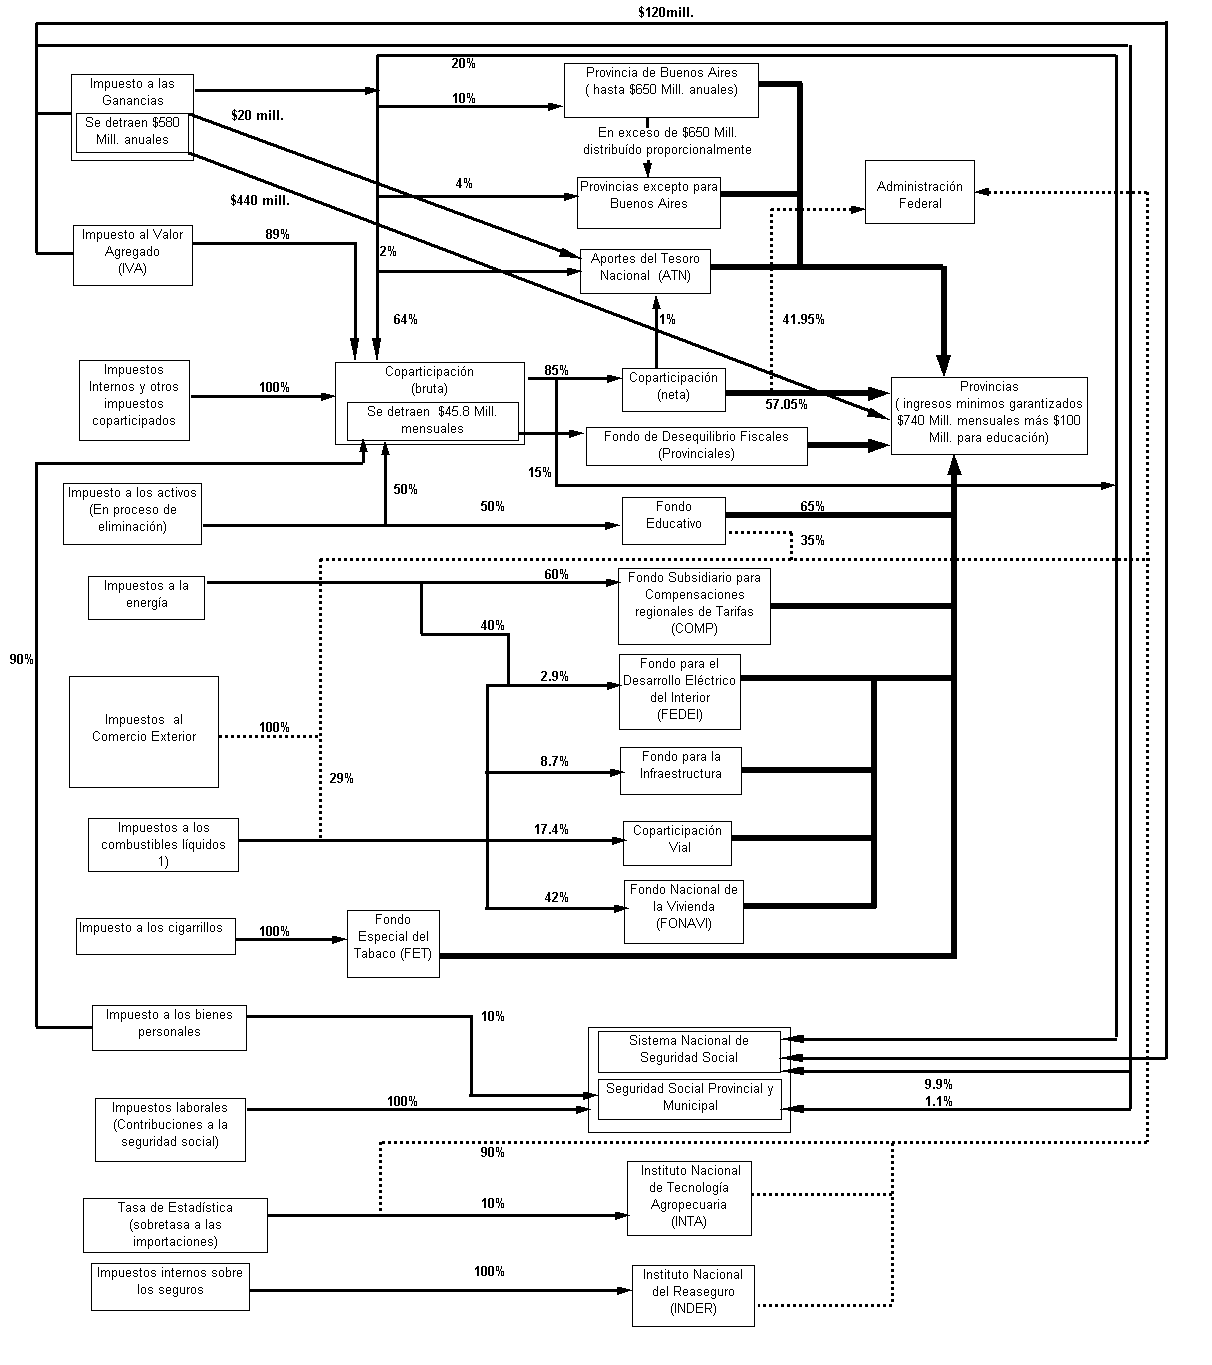 $120mill.
20%
Impuesto a las
Ganancias
Se detraen $580
Mill. anuales
$20 mill.
$440 mill.
10%
Provincia de Buenos Aires
( hasta $650 Mill. anuales)
En exceso de $650 Mill.
distribuído proporcionalmente
4%
Provincias excepto para
Buenos Aires
Administración
Federal
Impuesto al Valor
Agregado
(IVA)
89%
2%
Aportes del Tesoro
Nacional (ATN)
64%
1%
41.95%
Impuestos
Internos y otros
impuestos
coparticipados
100%
Coparticipación
(bruta)
Se detraen $45.8 Mill.
mensuales
85%
Coparticipación
(neta)
57.05%
Provincias
( ingresos minimos garantizados
$740 Mill. mensuales más $100
Mill. para educación)
Fondo de Desequilibrio Fiscales
(Provinciales)
15%
Impuesto a los activos
(En proceso de
eliminación)
50%
50%
Fondo
Educativo
65%
35%
Impuestos a la
energía
60%
Fondo Subsidiario para
Compensaciones
regionales de Tarifas
(COMP)
40%
90%
2.9%
Fondo para el
Desarrollo Eléctrico
del Interior
(FEDEI)
Impuestos al
Comercio Exterior
100%
29%
8.7%
Fondo para la
Infraestructura
Impuestos a los
combustibles líquidos
1)
17.4%
Coparticipación
Vial
42%
Fondo Nacional de
la Vivienda
(FONAVI)
Impuesto a los cigarrillos
100%
Fondo
Especial del
Tabaco (FET)
Impuesto a los bienes
personales
10%
Sistema Nacional de
Seguridad Social
Seguridad Social Provincial y
Municipal
9.9%
1.1%
Impuestos laborales
(Contribuciones a la
seguridad social)
100%
90%
Tasa de Estadística
(sobretasa a las
importaciones)
10%
Instituto Nacional
de Tecnología
Agropecuaria
(INTA)
Impuestos internos sobre
los seguros
100%
Instituto Nacional
del Reaseguro
(INDER)